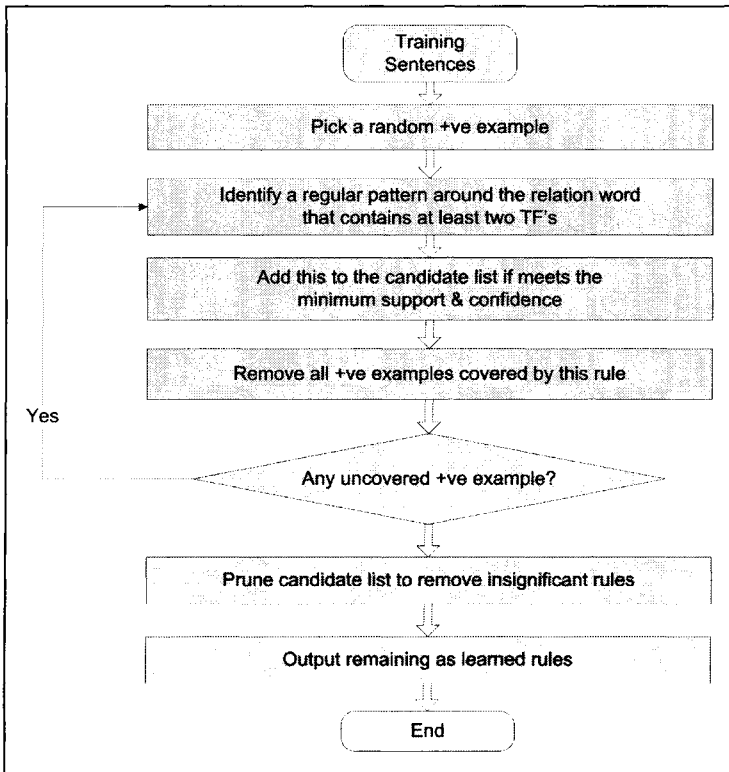 Training
Sentences
Pick a random +ve example
Identify a regular pattern around the relation word
that contains at least two TF's
Add this to the candidate list if meets the
minimum support & confidence
Remove all +ve examples covered by this rule
Yes
Any uncovered +ve example?
Prune candidate list to remove insignificant rules
Output remaining as learned rules
End